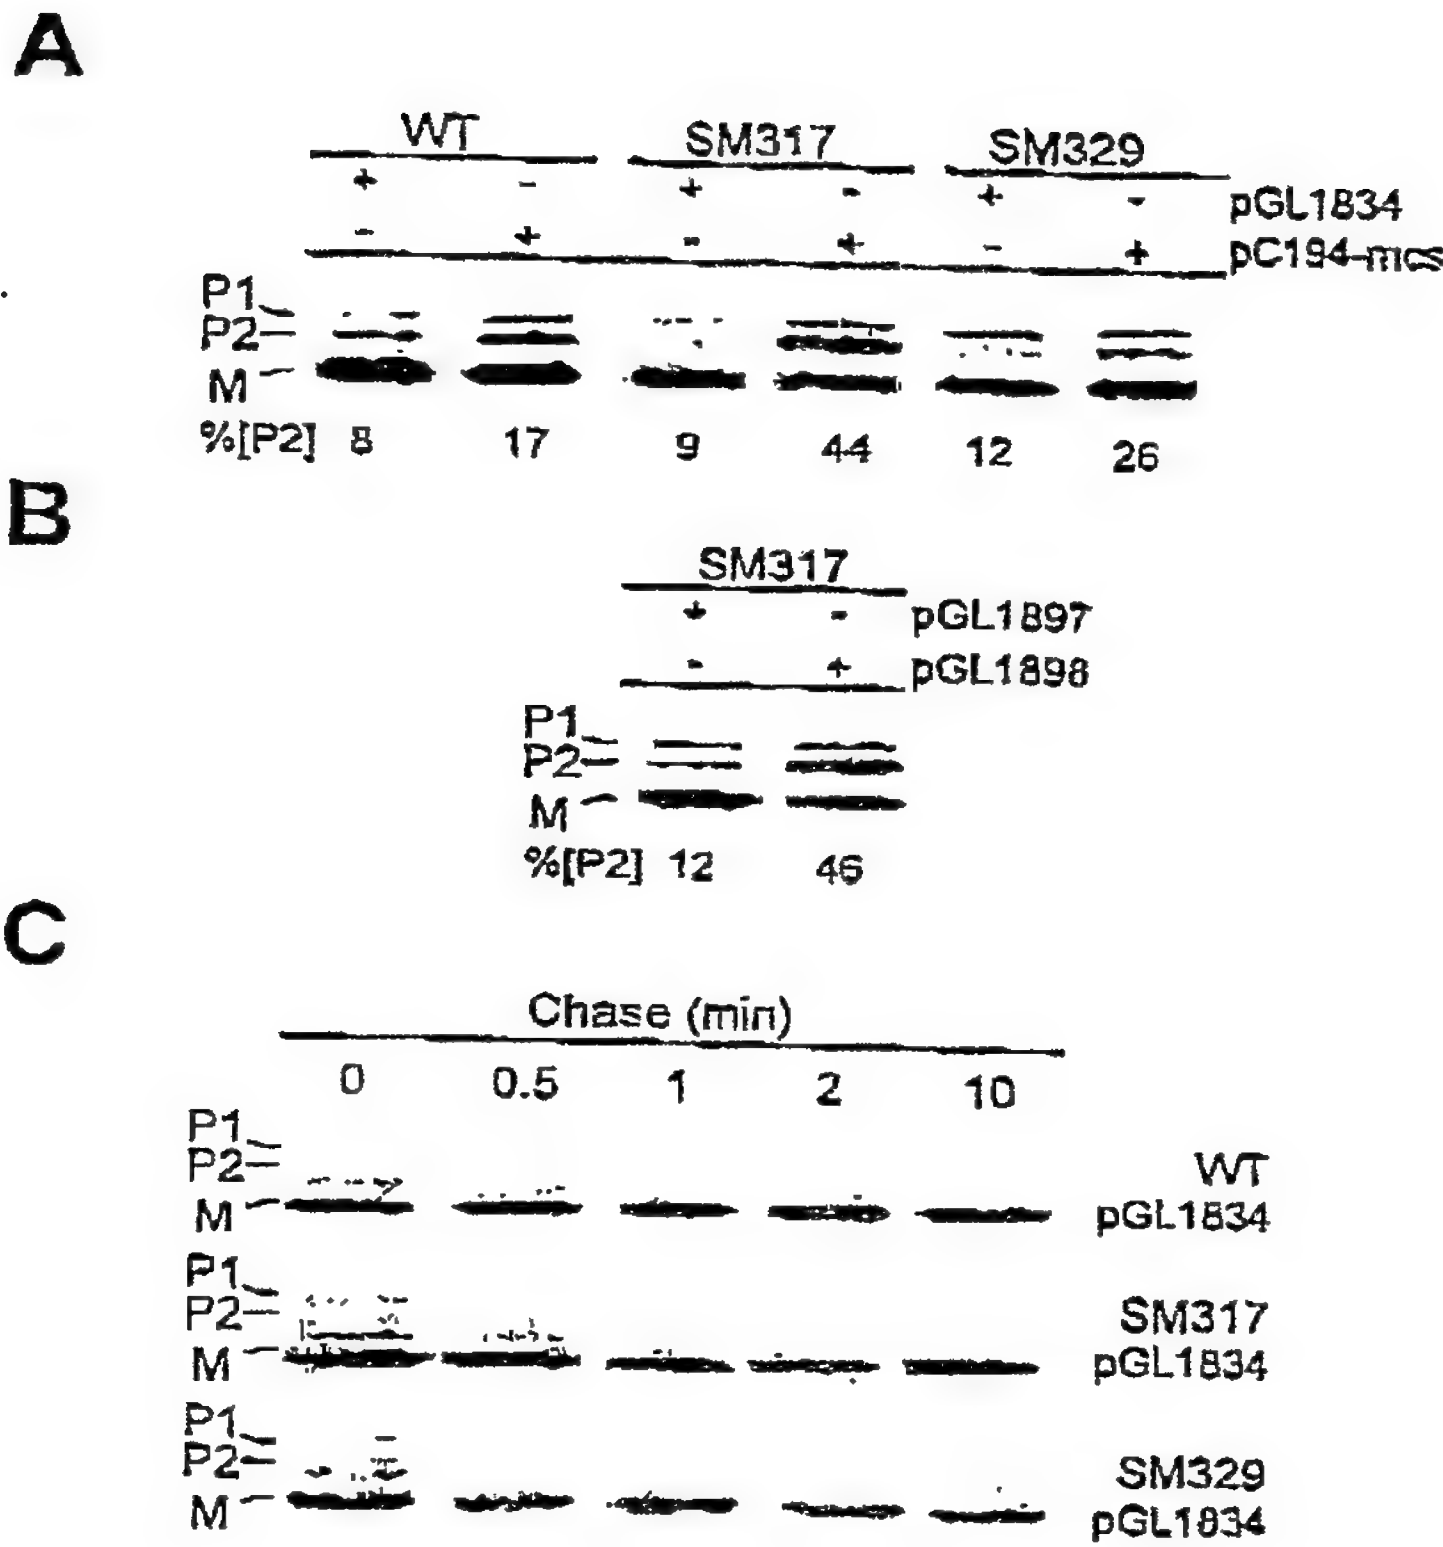 A
WT SM317 SM329
+ - + - + - pGL1834
- + - + - + pC194-mcs
P1
P2
M
%[P2] 8 17 9 44 12 26
B
SM317
+ - pGL1897
- + pGL1898
P1
P2
M
%[P2] 12 46
C
Chase (min)
0 0.5 1 2 10
P1
P2
M
WT
pGL1834
P1
P2
M
SM317
pGL1834
P1
P2
M
SM329
pGL1834